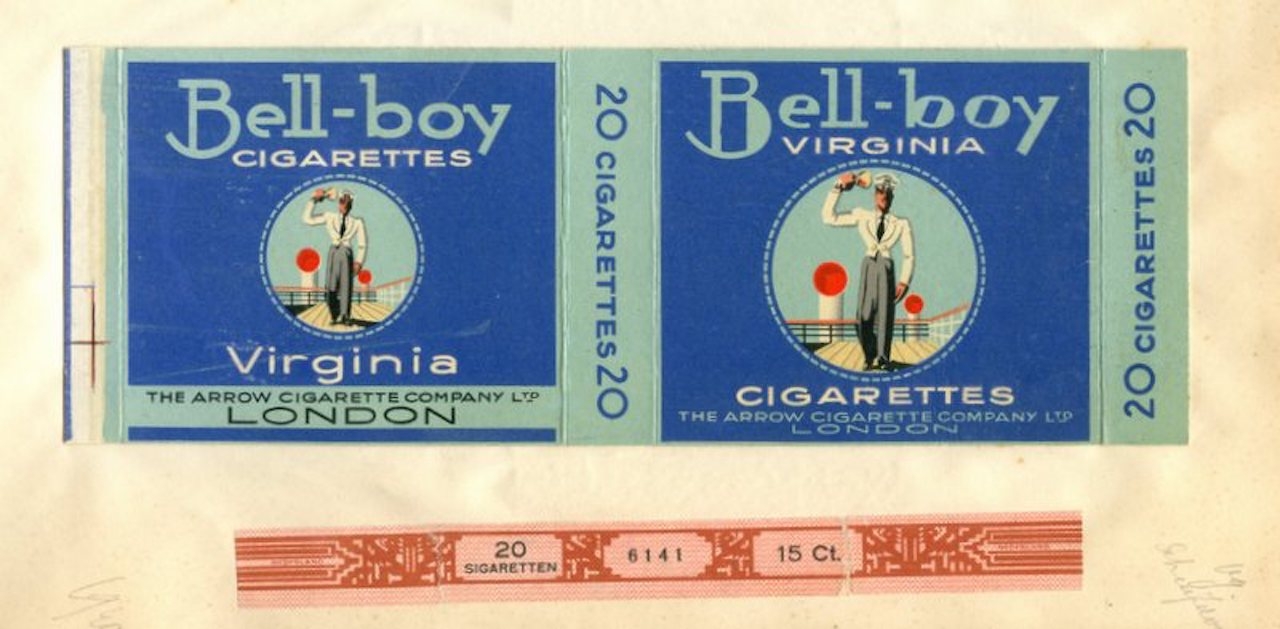 Bell-boy
CIGARETTES
Virginia
THE ARROW CIGARETTE COMPANY LTD
LONDON
20 CIGARETTES 20
Bell-boy
VIRGINIA
CIGARETTES
THE ARROW CIGARETTE COMPANY LTD
LONDON
20 CIGARETTES 20
20
SIGARETTEN
6141
15 Ct.